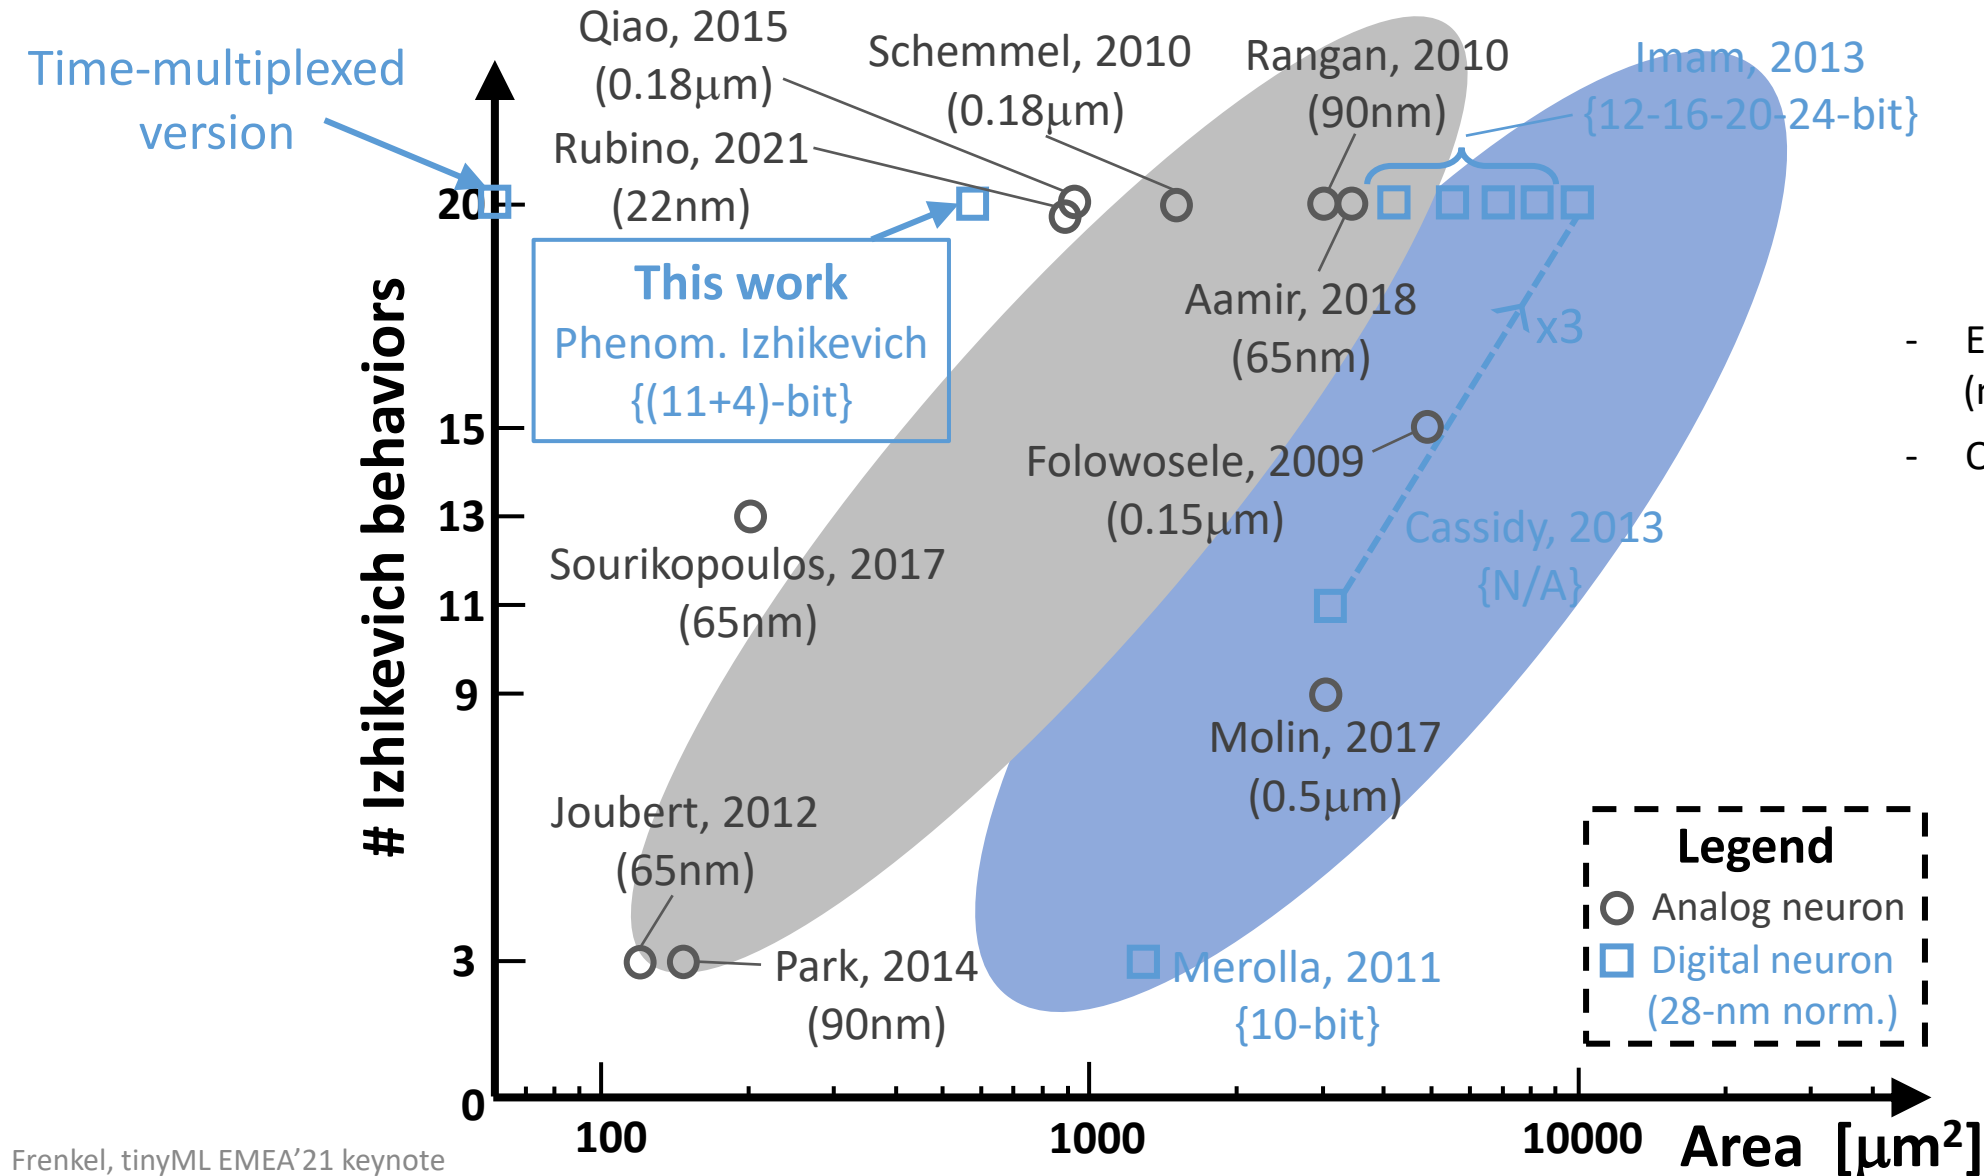 Time-multiplexed
version
Qiao, 2015
(0.18μm)
Rubino, 2021
(22nm)
Schemmel, 2010
(0.18μm)
Rangan, 2010
(90nm)
Imam, 2013
{12-16-20-24-bit}
This work
Phenom. Izhikevich
{(11+4)-bit}
Aamir, 2018
(65nm)
x3
Folowosele, 2009
(0.15μm)
Cassidy, 2013
{N/A}
Sourikopoulos, 2017
(65nm)
Molin, 2017
(0.5μm)
Joubert, 2012
(65nm)
Park, 2014
(90nm)
Merolla, 2011
{10-bit}
# Izhikevich behaviors
20
15
13
11
9
3
0
100
1000
10000
Area [μm²]
Legend
Analog neuron
Digital neuron
(28-nm norm.)
- E
(r
- C
Frenkel, tinyML EMEA’21 keynote